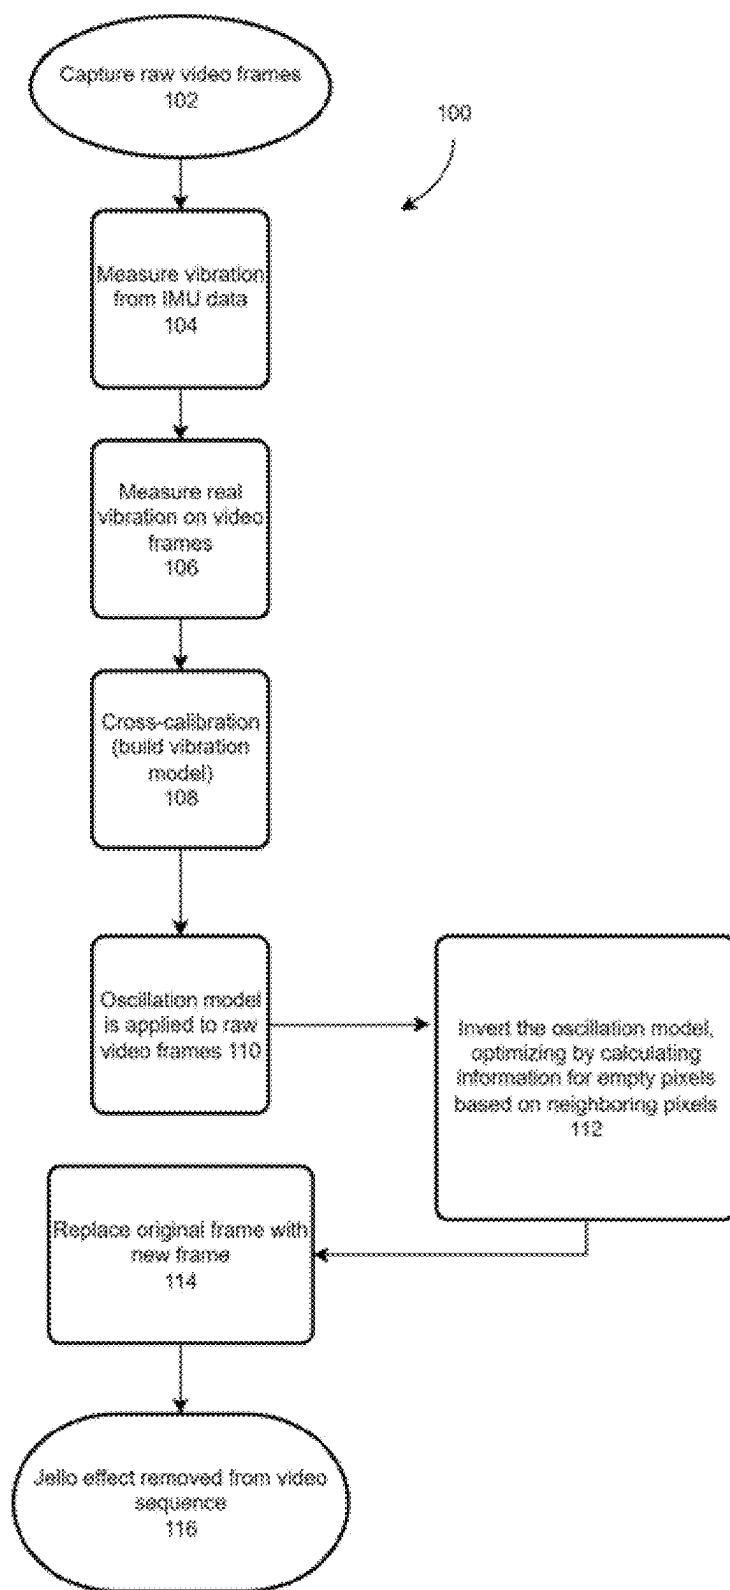 Capture raw video frames
102
100
Measure vibration
from IMU data
104
Measure real
vibration on video
frames
106
Cross-calibration
(build vibration
model)
108
Oscillation model
is applied to raw
video frames 110
Invert the oscillation model,
optimizing by calculating
information for empty pixels
based on neighboring pixels
112
Replace original frame with
new frame
114
Jello effect removed from video
sequence
116